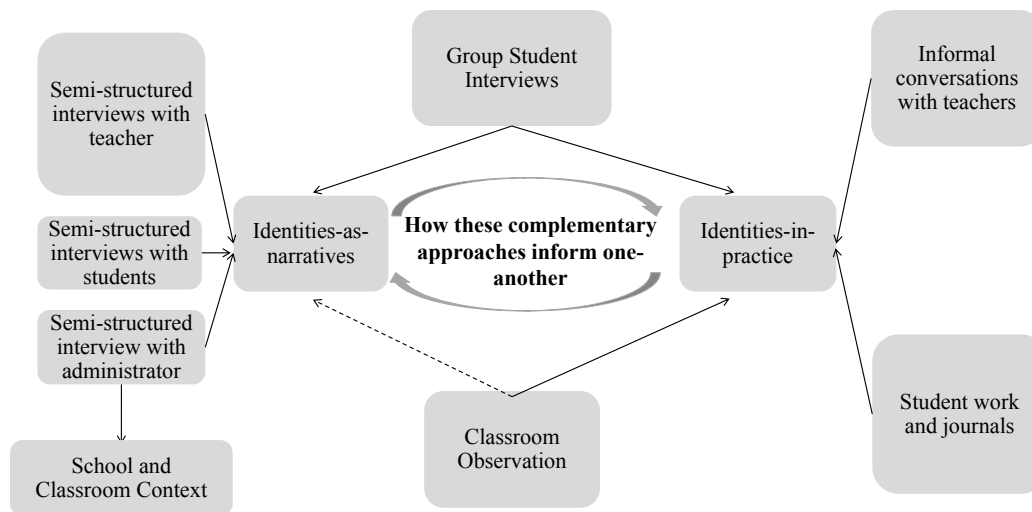 Semi-structured
interviews with
teacher
Group Student
Interviews
Informal
conversations
with teachers
Semi-structured
interviews with
students
Identities-as-
narratives
How these complementary
approaches inform one-
another
Identities-in-
practice
Semi-structured
interview with
administrator
School and
Classroom Context
Classroom
Observation
Student work
and journals